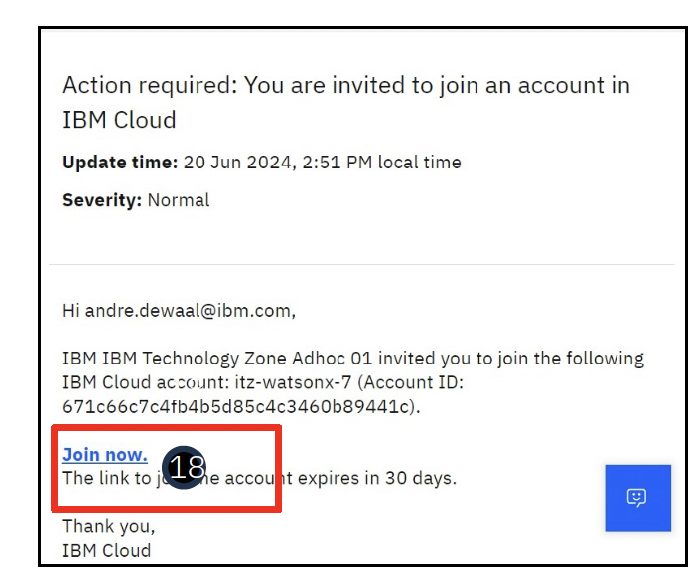 Action required: You are invited to join an account in
IBM Cloud
Update time: 20 Jun 2024, 2:51 PM local time
Severity: Normal
Hi andre.dewaal@ibm.com,
IBM IBM Technology Zone Adhoc 01 invited you to join the following
IBM Cloud account: itz-watsonx-7 (Account ID:
671c66c7c4fb4b5d85c4c3460b89441c).
Join now.
18
The link to account expires in 30 days.
Thank you,
IBM Cloud